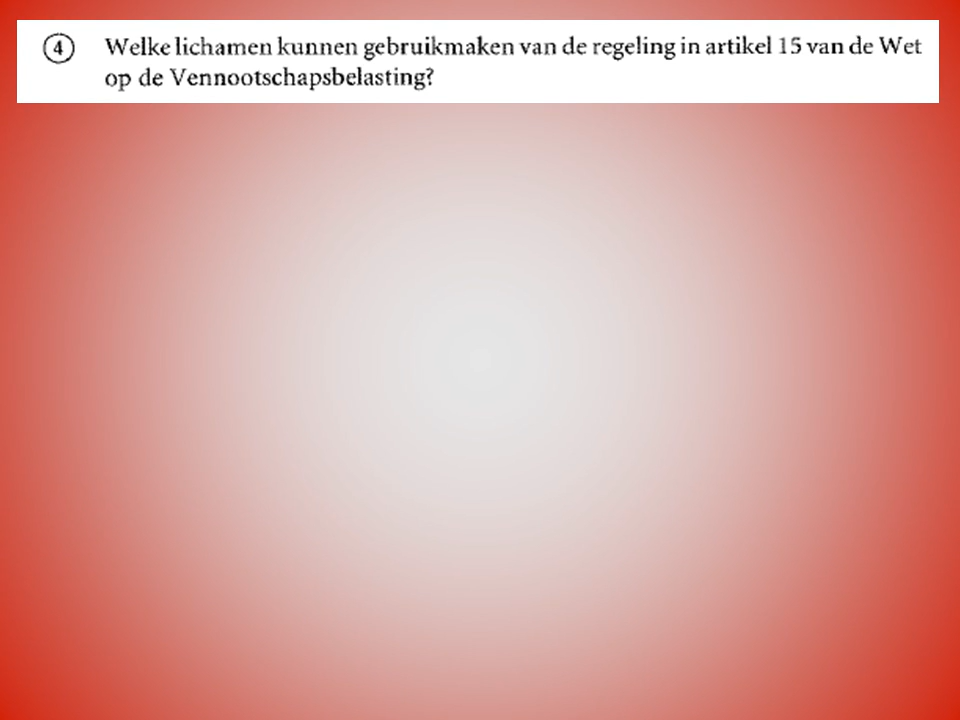 4 Welke lichamen kunnen gebruikmaken van de regeling in artikel 15 van de Wet
op de Vennootschapsbelasting?